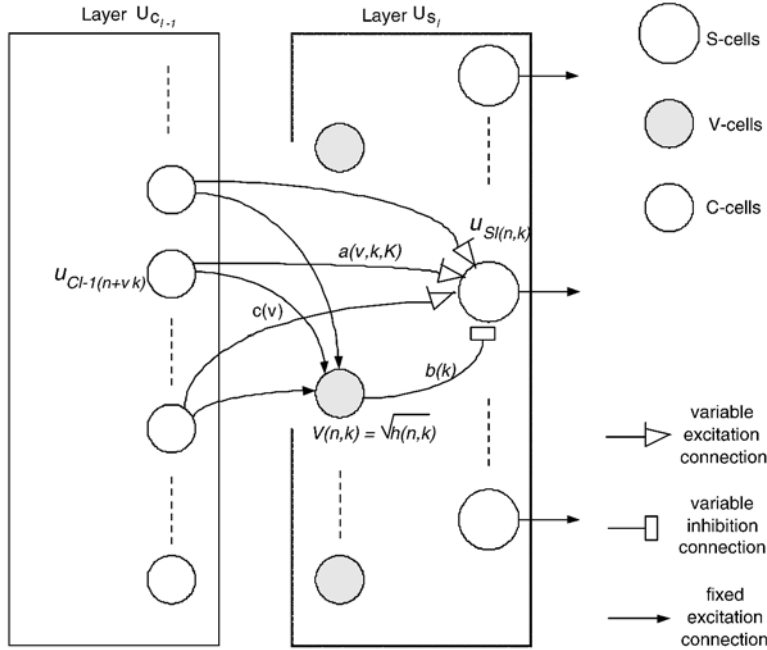 Layer U_{C_{l-1}}
Layer U_{S_l}
S-cells
V-cells
C-cells
u_{Sl(n,k)}
a(v,k,K)
u_{Cl-1(n+v k)}
c(v)
b(k)
V(n,k) = √h(n,k)
variable
excitation
connection
variable
inhibition
connection
fixed
excitation
connection